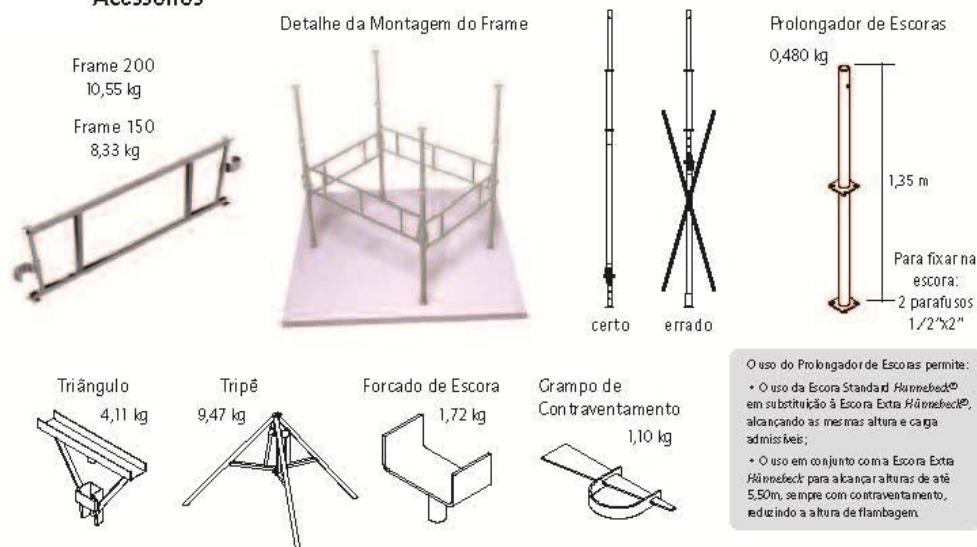 Acessórios
Detalhe da Montagem do Frame
Prolongador de Escoras
0,480 kg
Frame 200
10,55 kg
Frame 150
8,33 kg
1,35 m
Para fixar na
escora:
2 parafusos
1/2"x2"
certo
errado
Triângulo
4,11 kg
Tripê
9,47 kg
Forcado de Escora
1,72 kg
Grampo de
Contraventamento
1,10 kg
O uso do Prolongador de Escoras permite:
• O uso da Escora Standard Hünnebeck®
em substituição à Escora Extra Hünnebeck®,
alcançando as mesmas altura e carga
admissíveis;
• O uso em conjunto com a Escora Extra
Hünnebeck para alcançar alturas de até
5,50m, sempre com contraventamento,
reduzindo a altura de flambagem.